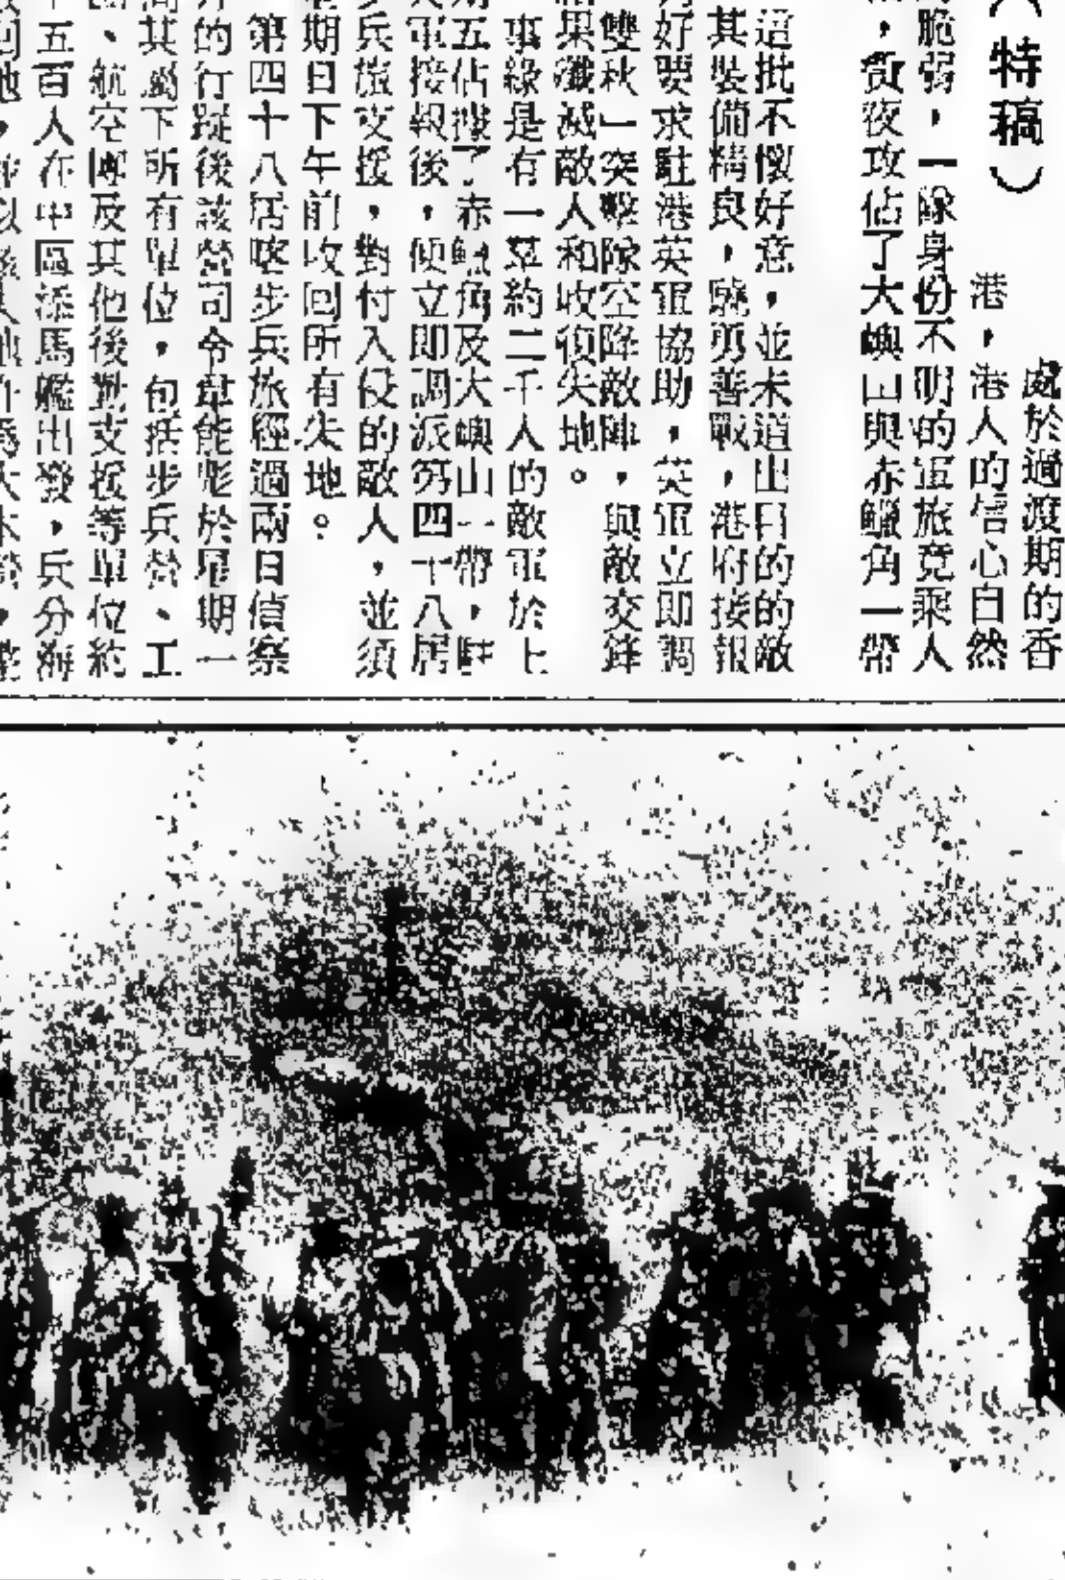 （特稿）
處於過渡期的香
港，港人的信心自然
脆弱，一隊身份不明的軍旅竟乘人
，夤夜攻佔了大嶼山與赤鱲角一帶
這批不懷好意，並未道出目的的敵
其裝備精良，驍勇善戰，港府接報
好要求駐港英軍協助，英軍立即調
雙秋」突擊隊空降敵陣，與敵交鋒
結果殲滅敵人和收復失地。
事緣是有一羣約二千人的敵軍於上
期五佔據了赤鱲角及大嶼山一帶，駐
軍接報後，便立即調派第四十八居
步兵旅支援，對付入侵的敵人，並須
期日下午前收回所有失地。
第四十八居喀步兵旅經過兩日偵察
的行蹤後該營司令韋能彪於星期一
其屬下所有單位，包括步兵營、工
、航空團及其他後勤支援等單位約
五百人在中區添馬艦出發，兵分海